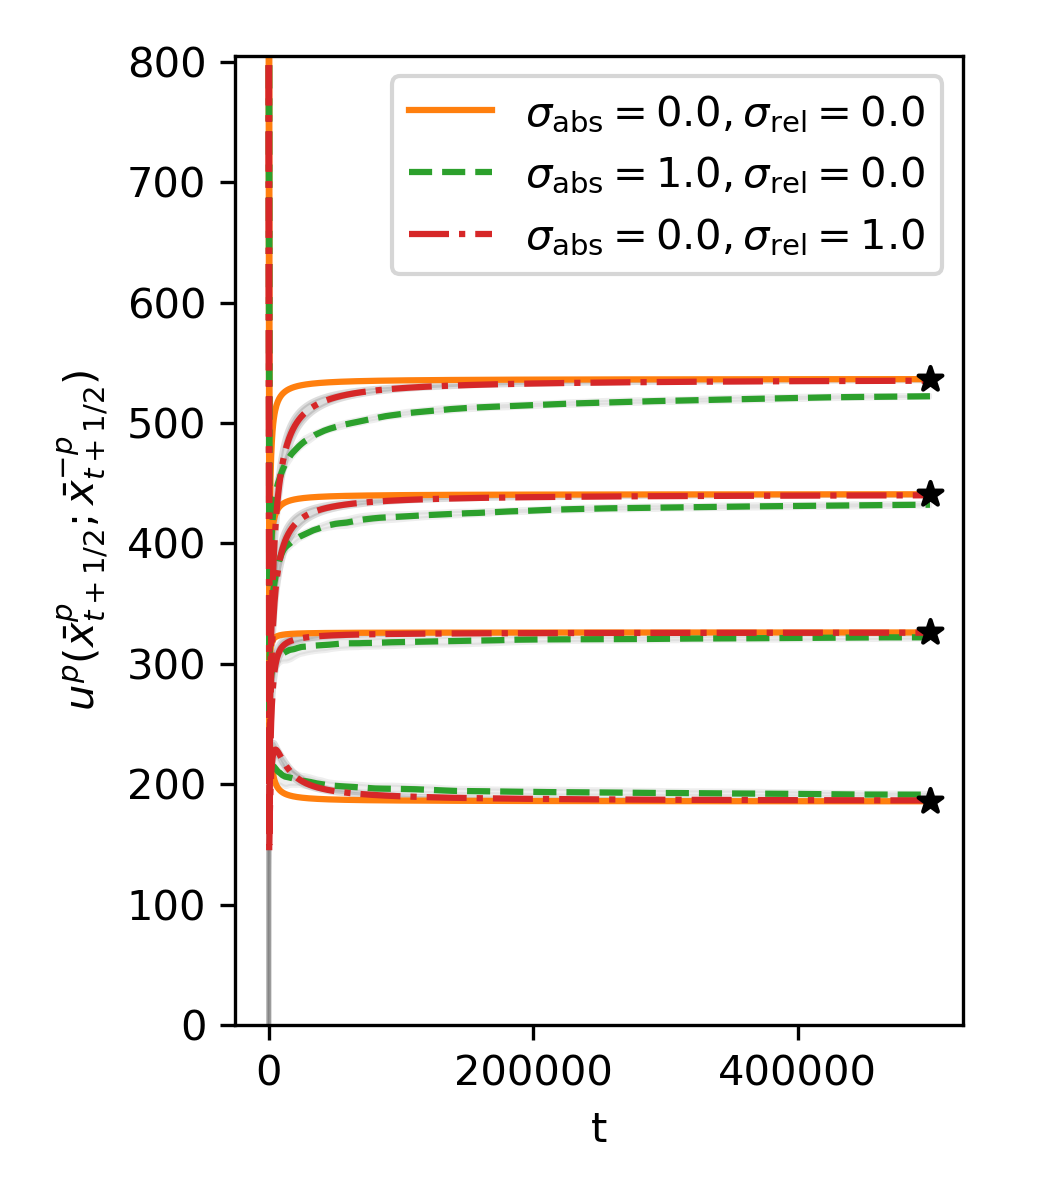 σabs = 0.0, σrel = 0.0
σabs = 1.0, σrel = 0.0
σabs = 0.0, σrel = 1.0
800
700
600
500
400
300
200
100
0
u^p(x̄^p_{t+1/2}; x̄^{−p}_{t+1/2})
0 200000 400000
t